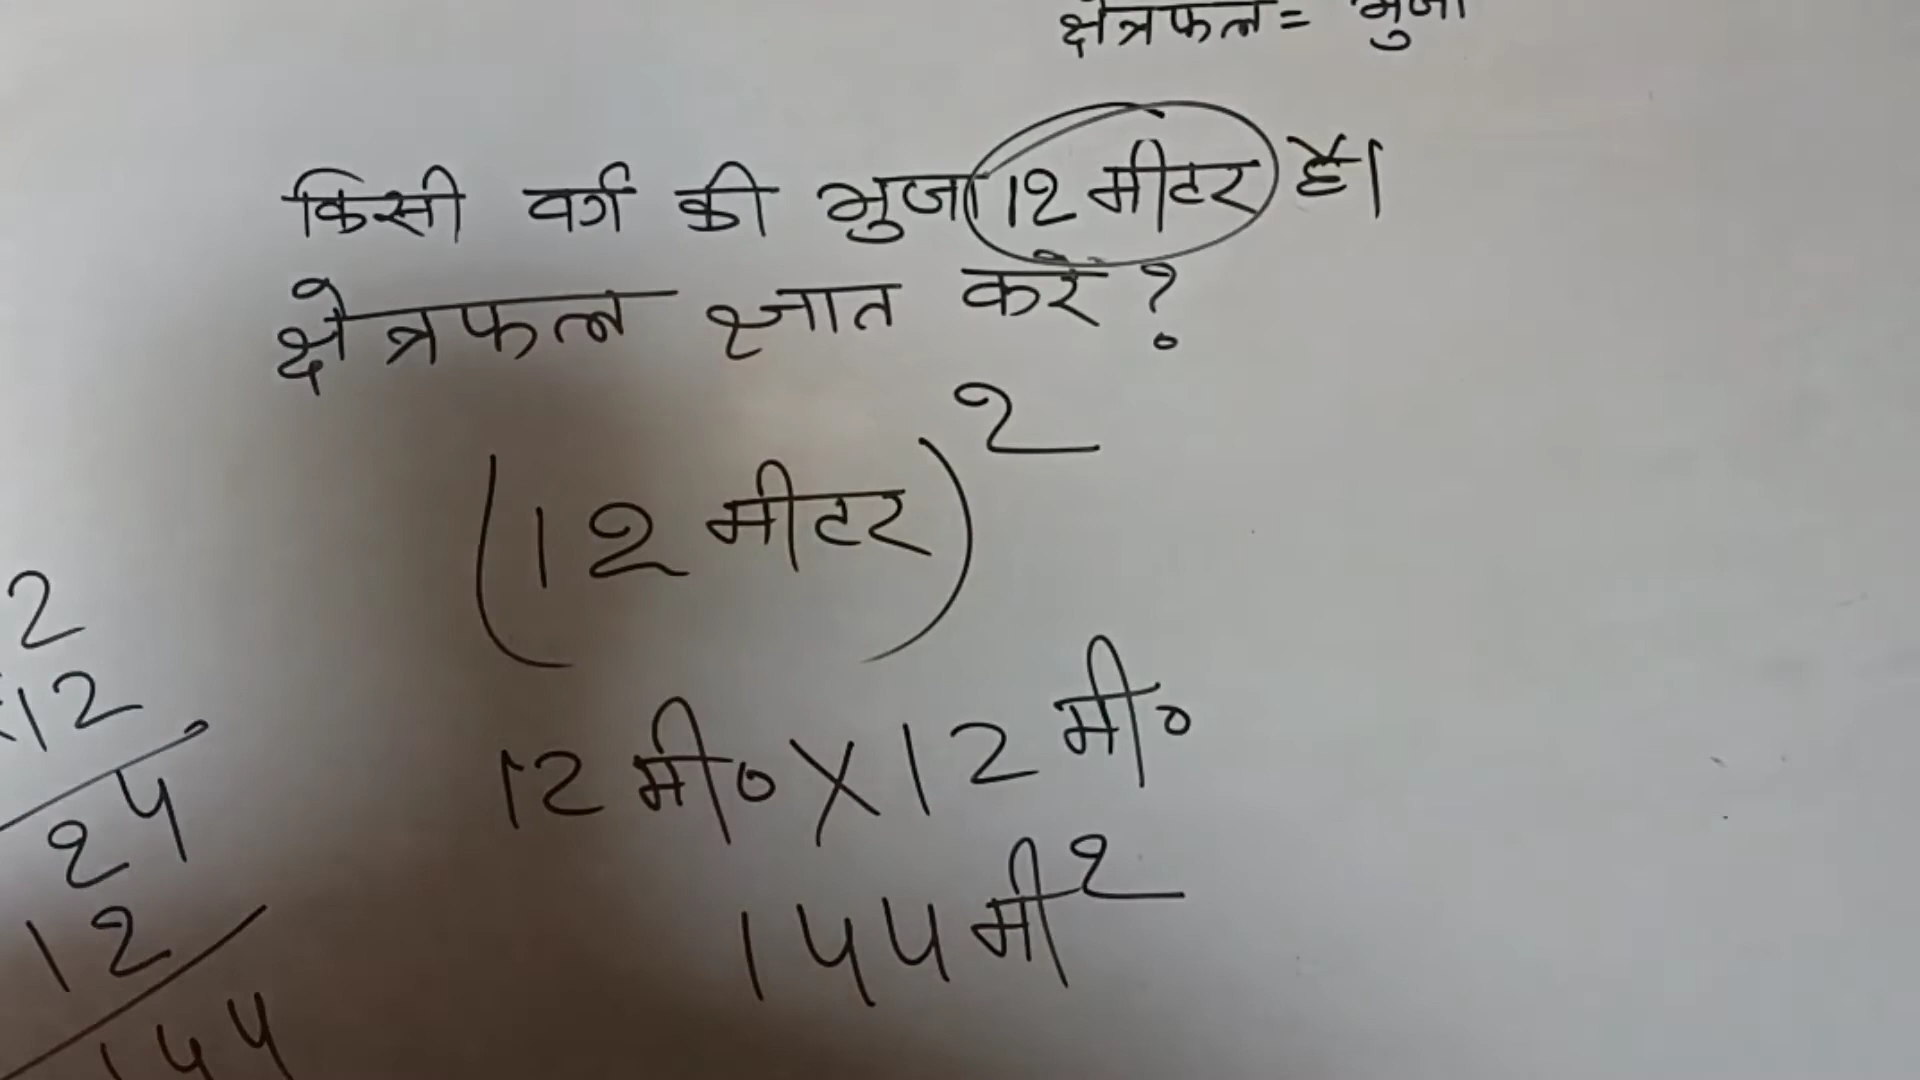 क्षेत्रफल = भुजा
किसी वर्ग की भुजा 12 मीटर है।
क्षेत्रफल ज्ञात करे ?
(12 मीटर)²
12 मी० X 12 मी०
144 मी²
2
12
24
12
144